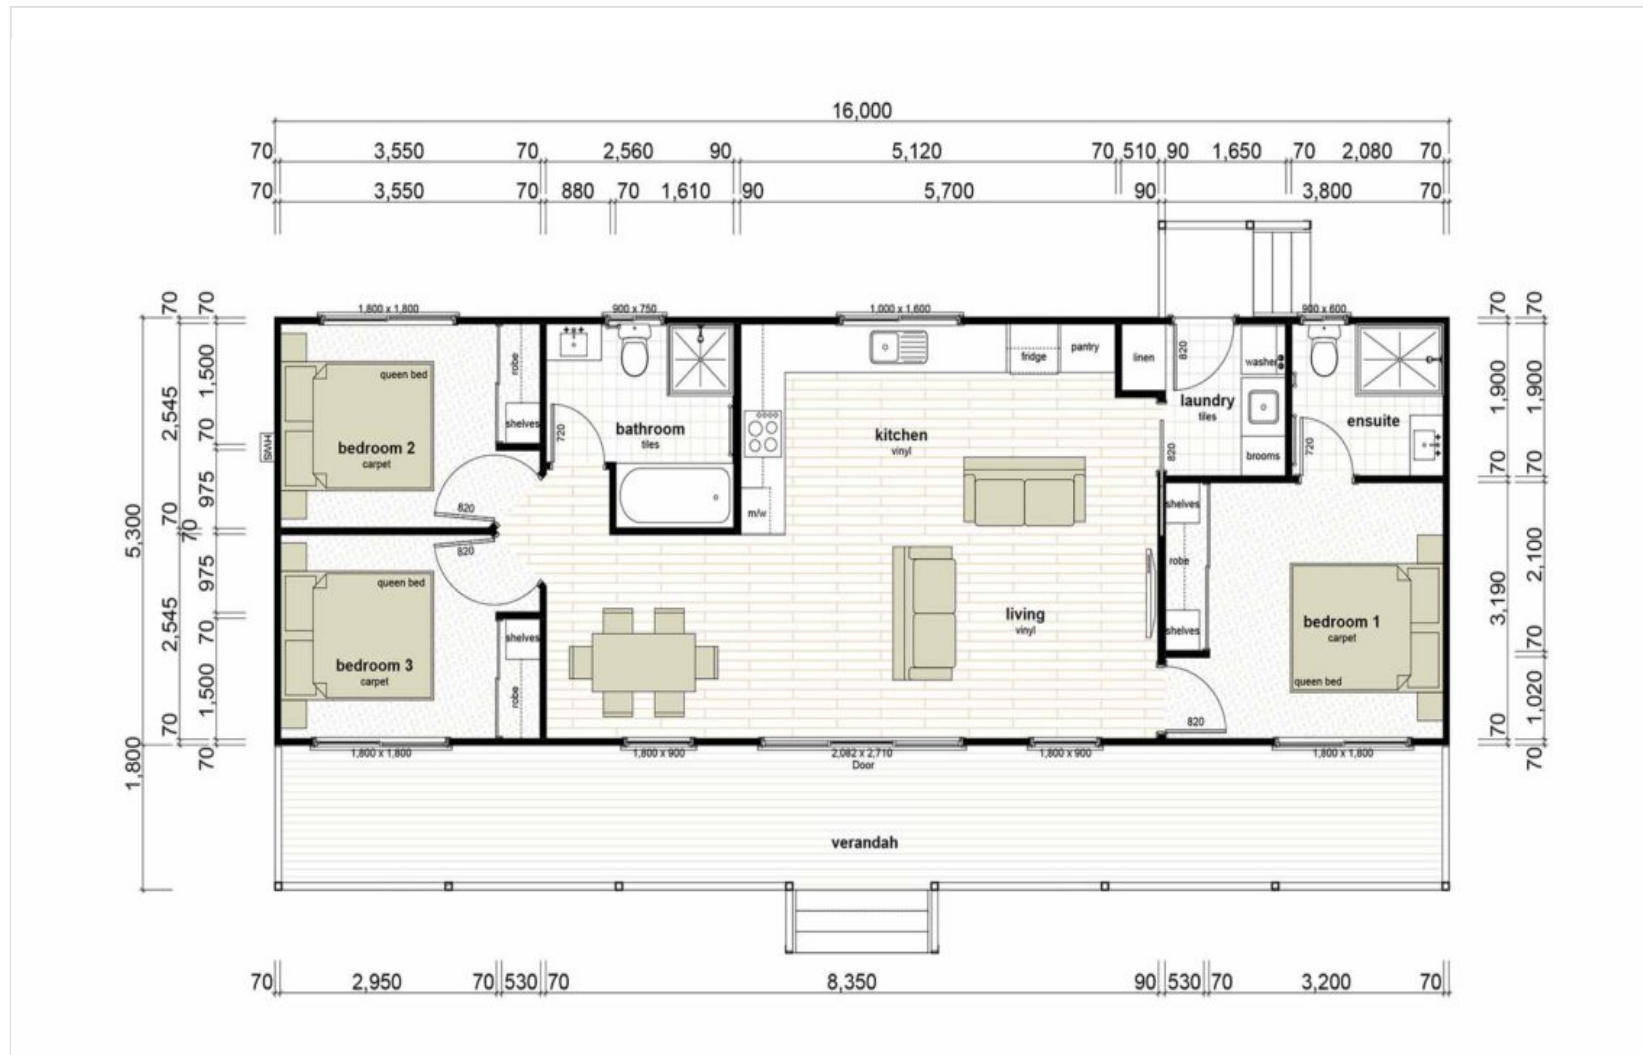 16,000
70 3,550 70 2,560 90 5,120 70 510 90 1,650 70 2,080 70
70 3,550 70 880 70 1,610 90 5,700 90 3,800 70
1,800 x 1,800
900 x 750
1,000 x 1,600
900 x 600
70
70
1,500
2,545
70
975
70
70
975
2,545
70
1,500
70
70
5,300
1,800
HWS
queen bed
bedroom 2
carpet
robe
shelves
820
820
queen bed
bedroom 3
carpet
shelves
robe
720
bathroom
tiles
kitchen
vinyl
m/w
fridge
pantry
linen
living
vinyl
820
washer
laundry
tiles
820
brooms
ensuite
720
shelves
robe
shelves
bedroom 1
carpet
queen bed
820
70
70
1,900
1,900
70
70
2,100
3,190
70
1,020
70
70
1,800 x 1,800
1,800 x 900
2,082 x 2,710
Door
1,800 x 900
1,800 x 1,800
verandah
70 2,950 70 530 70 8,350 90 530 70 3,200 70